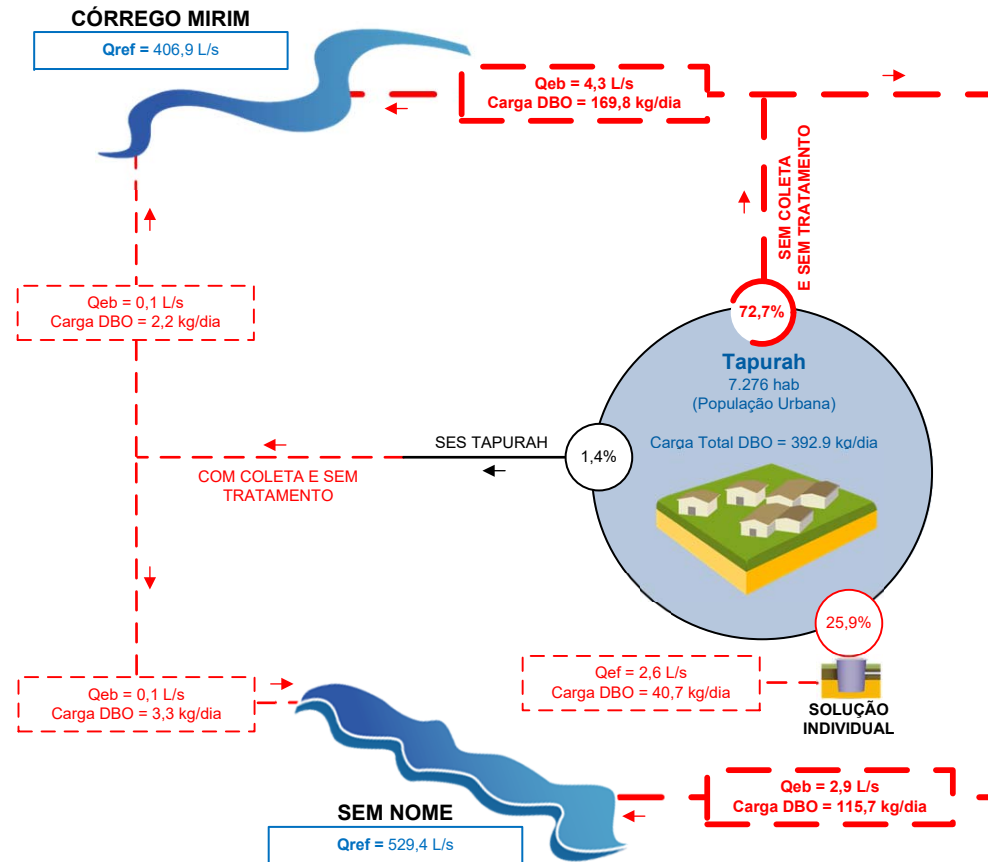 CÓRREGO MIRIM
Qref = 406,9 L/s
Qeb = 4,3 L/s
Carga DBO = 169,8 kg/dia
SEM COLETA
E SEM TRATAMENTO
Qeb = 0,1 L/s
Carga DBO = 2,2 kg/dia
72,7%
Tapurah
7.276 hab
(População Urbana)
Carga Total DBO = 392.9 kg/dia
SES TAPURAH
1,4%
COM COLETA E SEM
TRATAMENTO
25,9%
Qef = 2,6 L/s
Carga DBO = 40,7 kg/dia
SOLUÇÃO
INDIVIDUAL
Qeb = 0,1 L/s
Carga DBO = 3,3 kg/dia
Qeb = 2,9 L/s
Carga DBO = 115,7 kg/dia
SEM NOME
Qref = 529,4 L/s